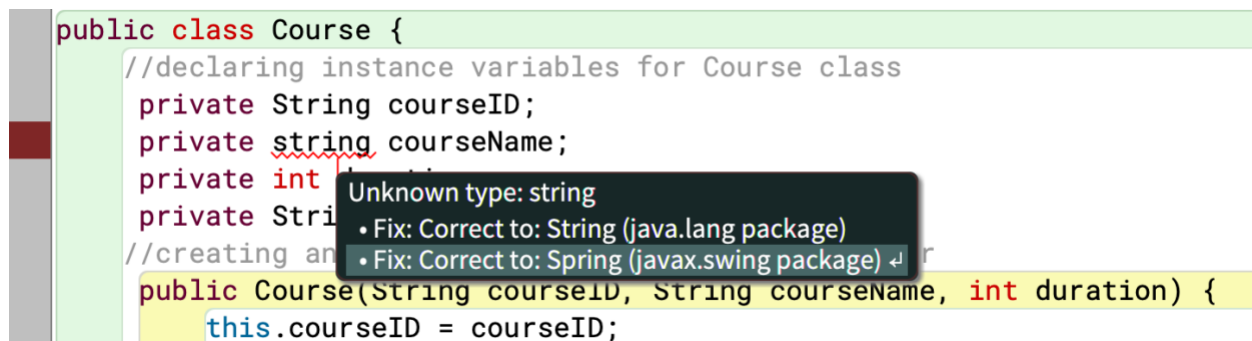 public class Course {
//declaring instance variables for Course class
private String courseID;
private string courseName;
private int
Unknown type: string
private Stri
• Fix: Correct to: String (java.lang package)
//creating an
• Fix: Correct to: Spring (javax.swing package) ↵
r
public Course(String courseID, String courseName, int duration) {
this.courseID = courseID;